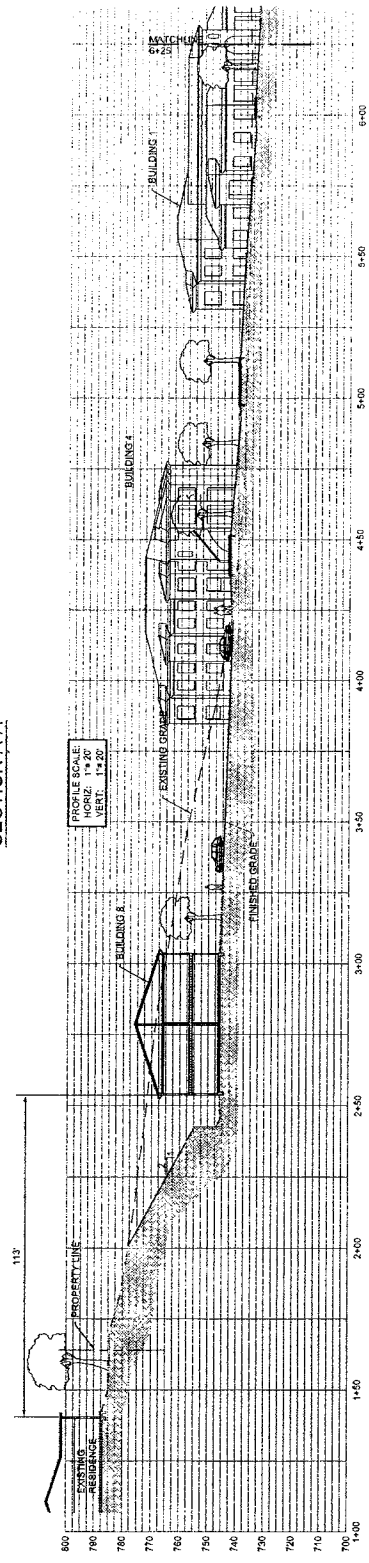 SECTION A-A
PROFILE SCALE:
HORIZ: 1"= 20'
VERT: 1"= 20'
113'
EXISTING
RESIDENCE
PROPERTY LINE
BUILDING 8
EXISTING GRADE
FINISHED GRADE
BUILDING 4
BUILDING 1
MATCHLINE
6+25
800
790
780
770
760
750
740
730
720
710
700
1+00
1+50
2+00
2+50
3+00
3+50
4+00
4+50
5+00
5+50
6+00